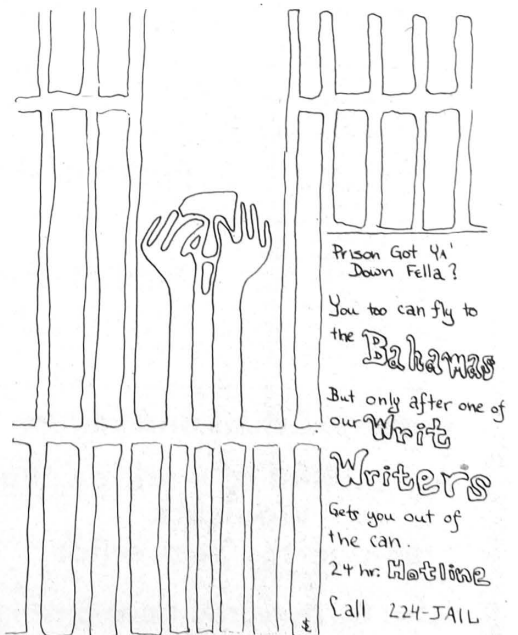 Prison Got Ya'
Down Fella?
You too can fly to
the Bahamas
But only after one of
our Writ
Writers
Gets you out of
the can.
24 hr. Hotline
Call 224-JAIL